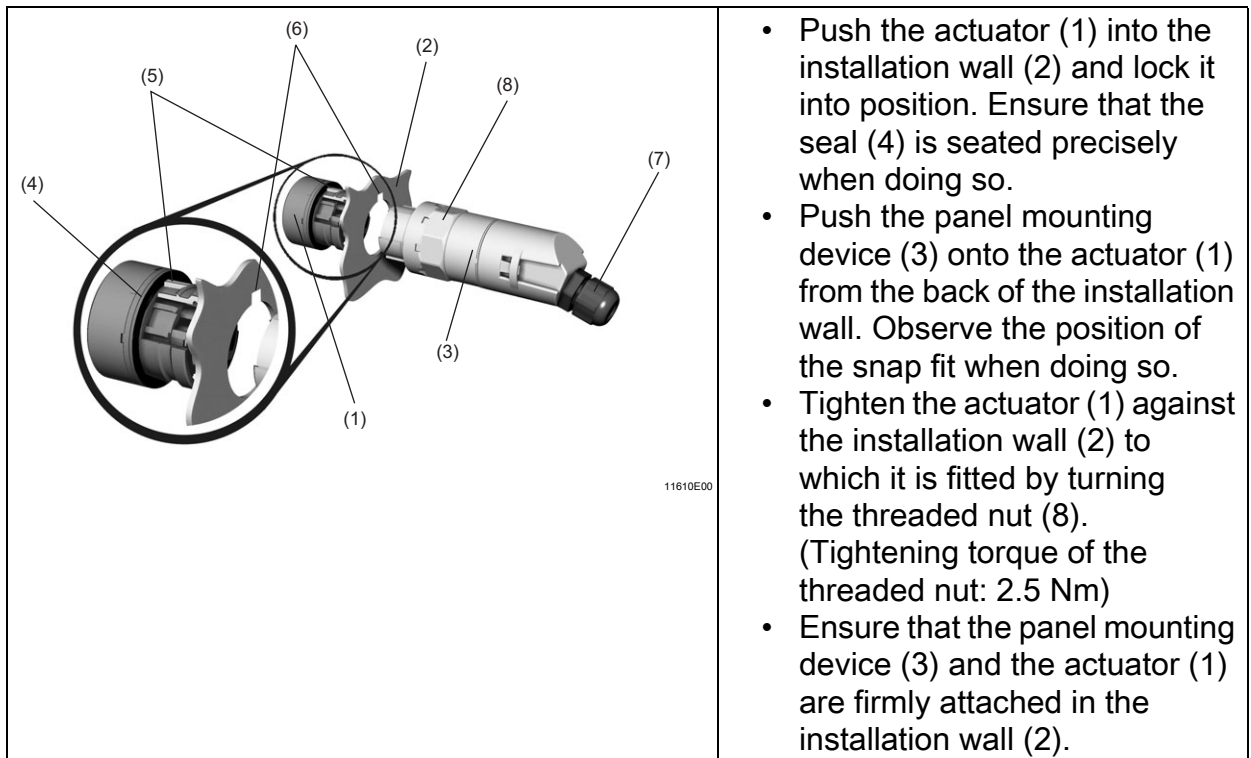 (6)
(2)
(5)
(8)
(7)
(4)
(3)
(1)
11610E00
• Push the actuator (1) into the
installation wall (2) and lock it
into position. Ensure that the
seal (4) is seated precisely
when doing so.
• Push the panel mounting
device (3) onto the actuator (1)
from the back of the installation
wall. Observe the position of
the snap fit when doing so.
• Tighten the actuator (1) against
the installation wall (2) to
which it is fitted by turning
the threaded nut (8).
(Tightening torque of the
threaded nut: 2.5 Nm)
• Ensure that the panel mounting
device (3) and the actuator (1)
are firmly attached in the
installation wall (2).